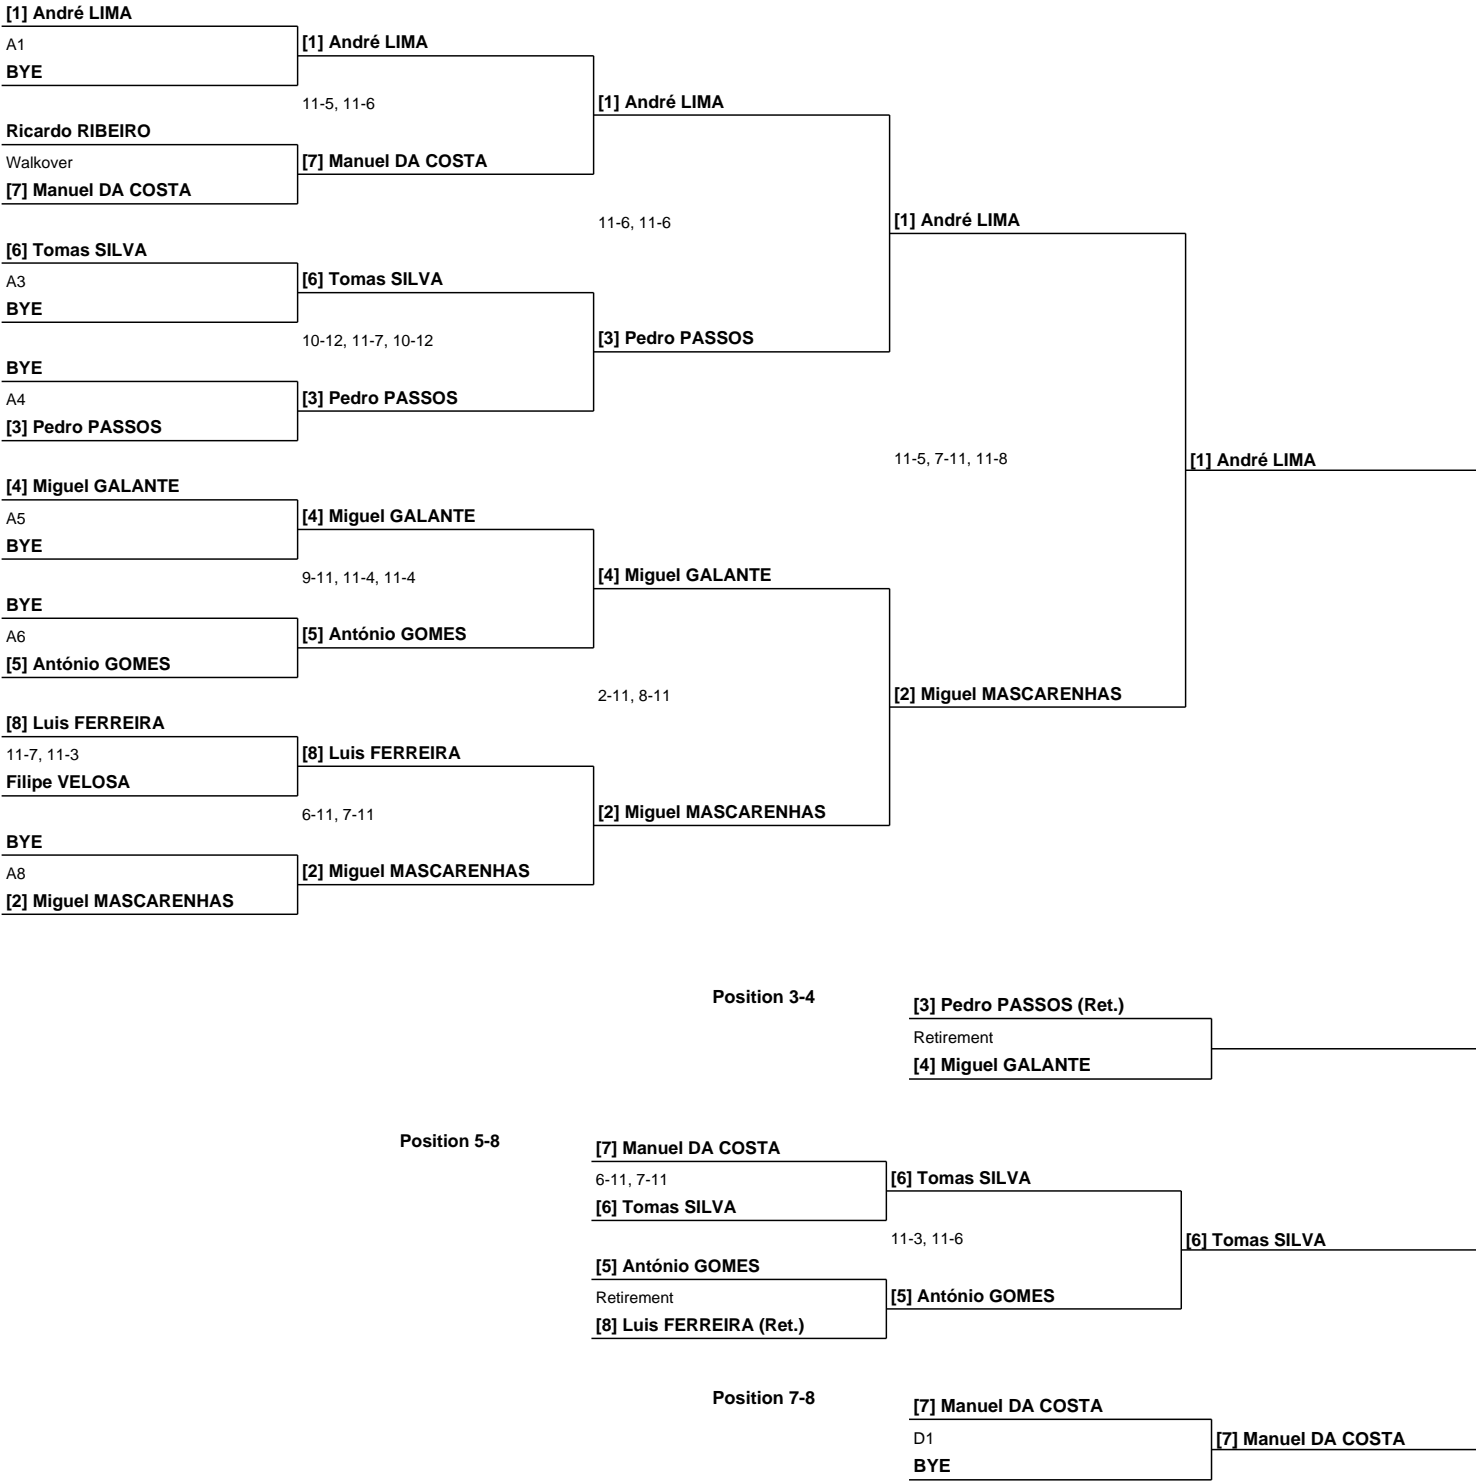 [1] André LIMA
A1
BYE
[1] André LIMA
11-5, 11-6
[1] André LIMA
Ricardo RIBEIRO
Walkover
[7] Manuel DA COSTA
[7] Manuel DA COSTA
11-6, 11-6
[1] André LIMA
[6] Tomas SILVA
A3
BYE
[6] Tomas SILVA
10-12, 11-7, 10-12
[3] Pedro PASSOS
BYE
A4
[3] Pedro PASSOS
[3] Pedro PASSOS
11-5, 7-11, 11-8
[1] André LIMA
[4] Miguel GALANTE
A5
BYE
[4] Miguel GALANTE
9-11, 11-4, 11-4
[4] Miguel GALANTE
BYE
A6
[5] António GOMES
[5] António GOMES
2-11, 8-11
[2] Miguel MASCARENHAS
[8] Luis FERREIRA
11-7, 11-3
Filipe VELOSA
[8] Luis FERREIRA
6-11, 7-11
[2] Miguel MASCARENHAS
BYE
A8
[2] Miguel MASCARENHAS
[2] Miguel MASCARENHAS
Position 3-4
[3] Pedro PASSOS (Ret.)
Retirement
[4] Miguel GALANTE
Position 5-8
[7] Manuel DA COSTA
6-11, 7-11
[6] Tomas SILVA
[6] Tomas SILVA
11-3, 11-6
[6] Tomas SILVA
[5] António GOMES
Retirement
[8] Luis FERREIRA (Ret.)
[5] António GOMES
Position 7-8
[7] Manuel DA COSTA
D1
BYE
[7] Manuel DA COSTA